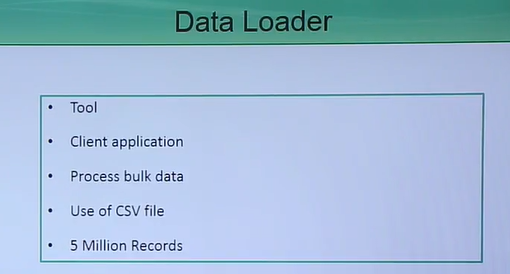 Data Loader
• Tool
• Client application
• Process bulk data
• Use of CSV file
• 5 Million Records